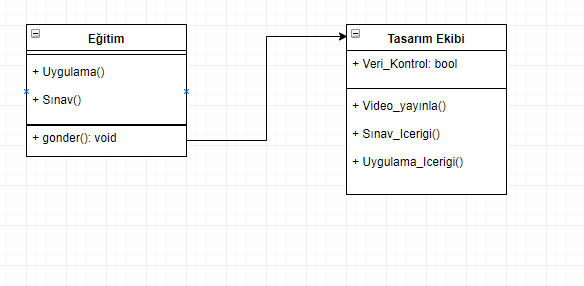 Eğitim
+ Uygulama()
+ Sınav()
+ gonder(): void
Tasarım Ekibi
+ Veri_Kontrol: bool
+ Video_yayınla()
+ Sınav_Icerigi()
+ Uygulama_Icerigi()